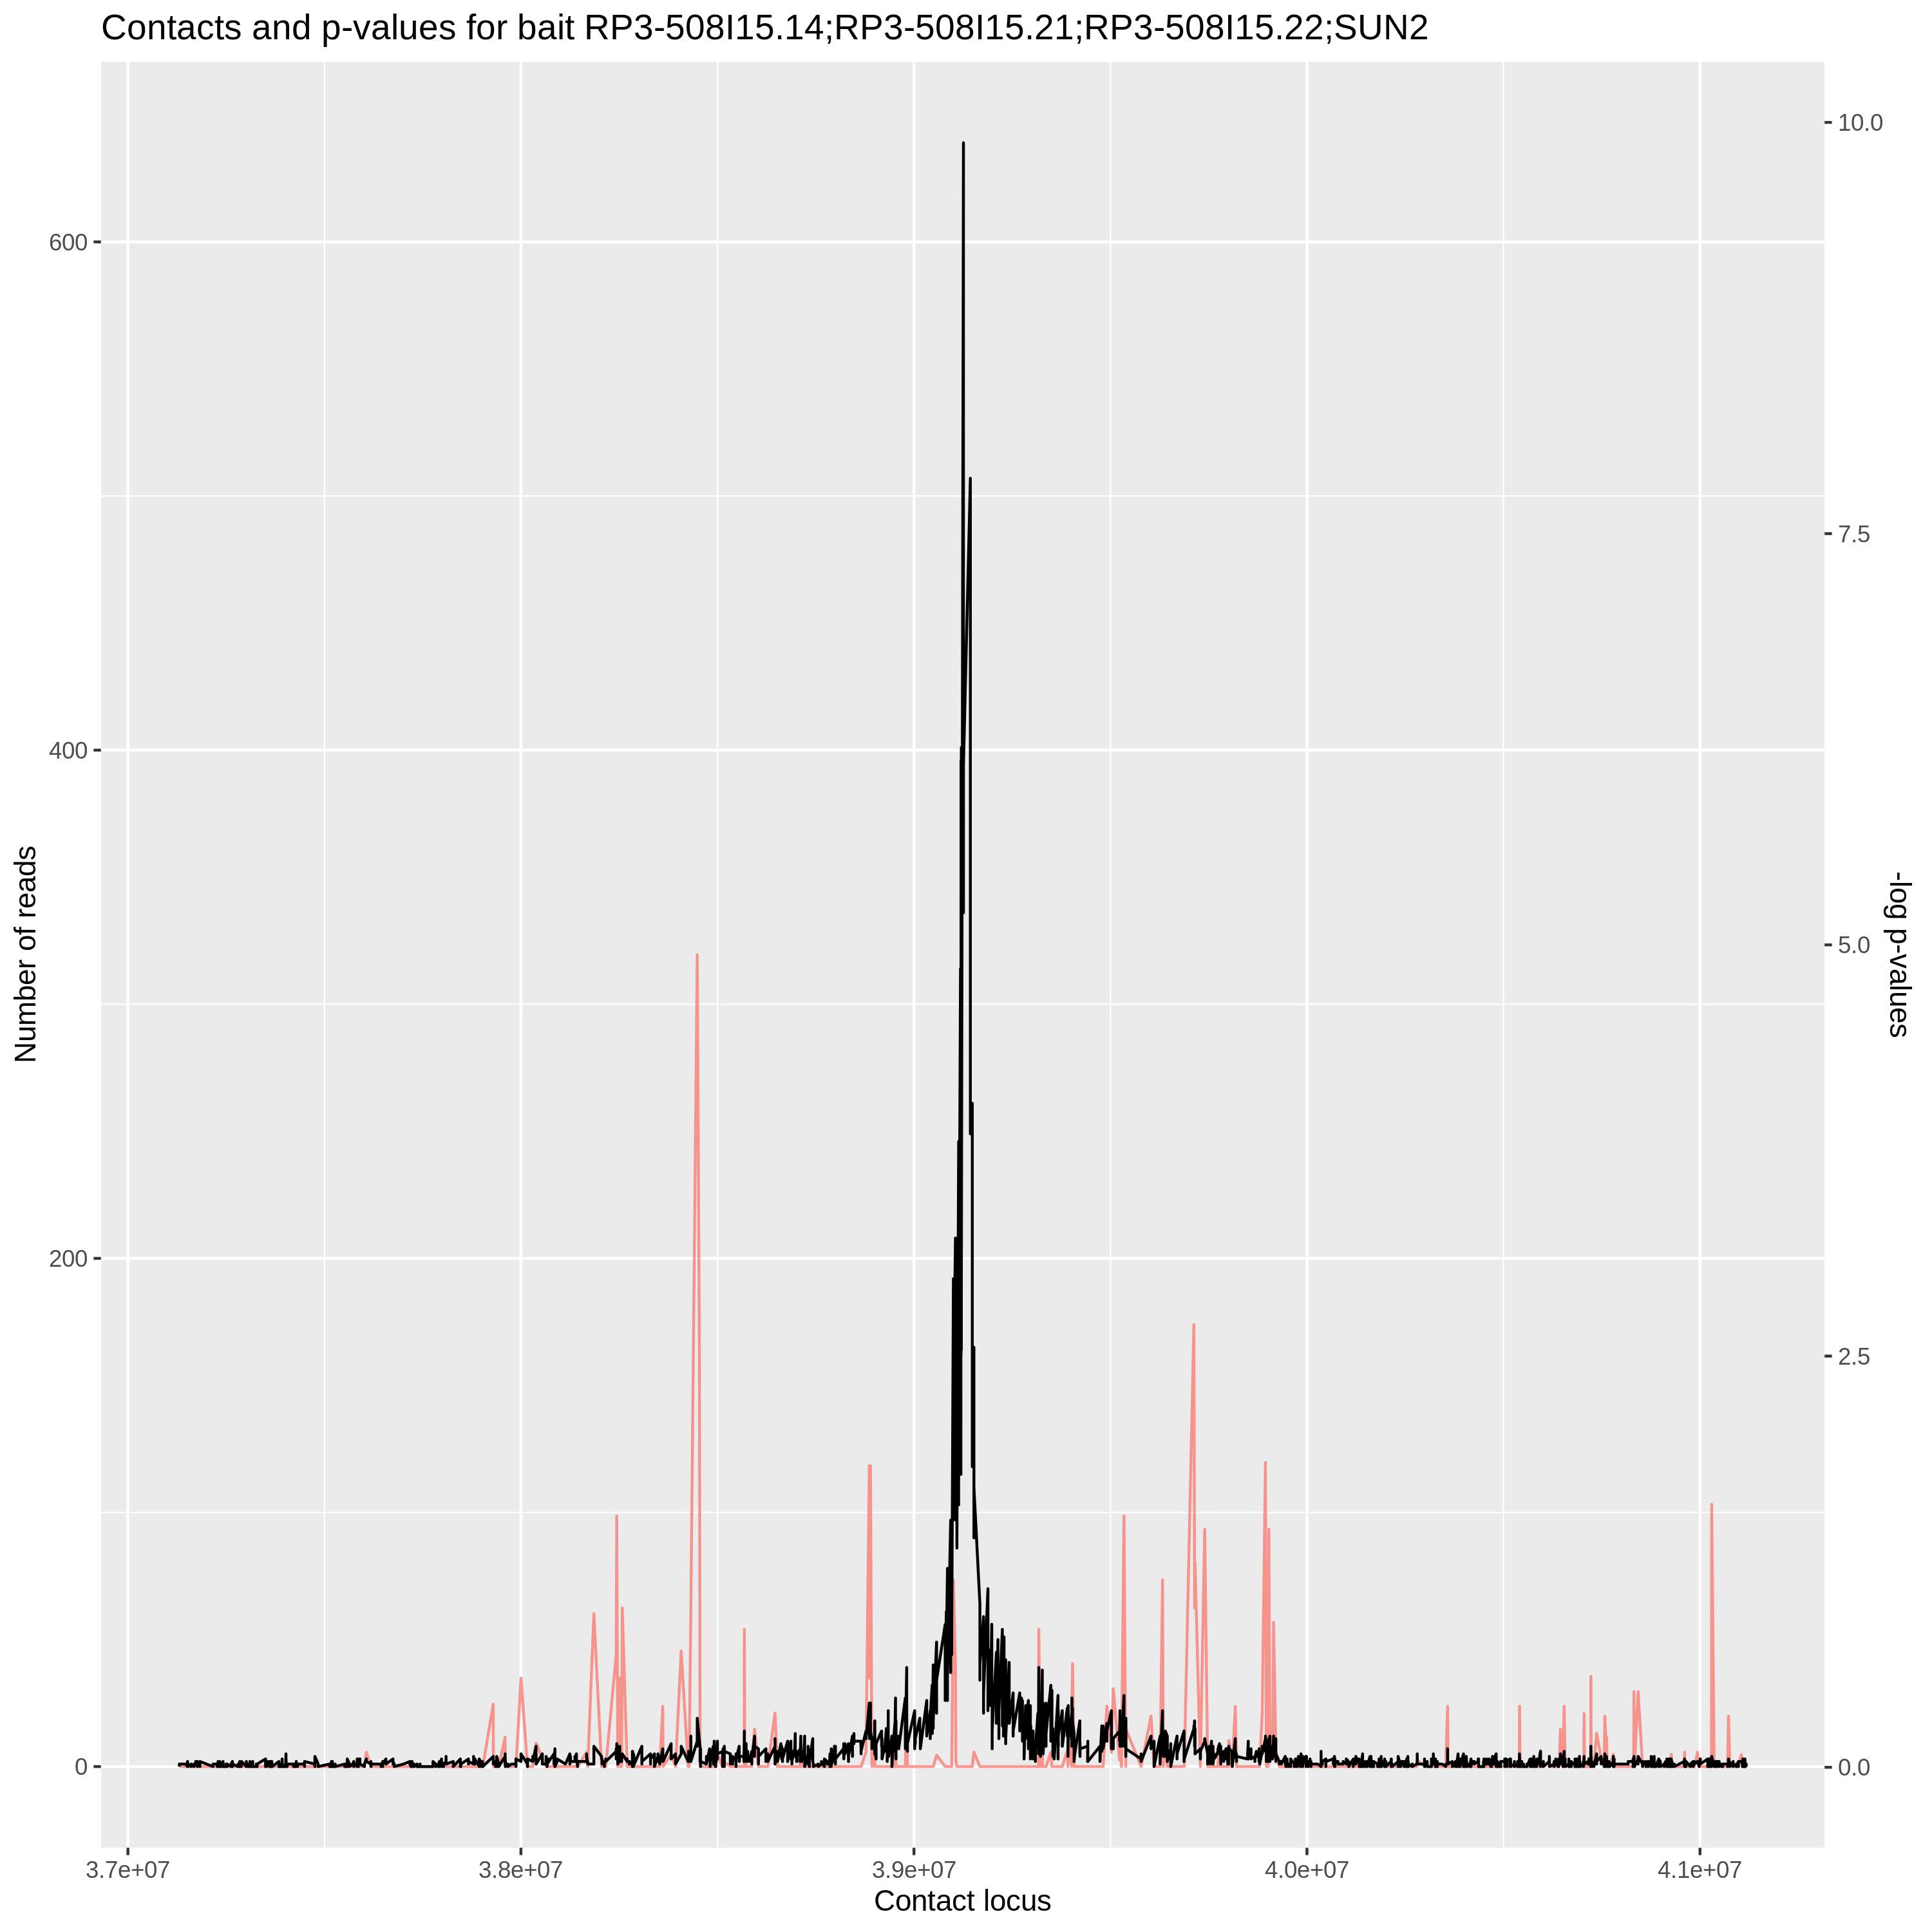 Contacts and p-values for bait RP3-508I15.14;RP3-508I15.21;RP3-508I15.22;SUN2
600
400
200
0
Number of reads
10.0
7.5
5.0
2.5
0.0
-log p-values
3.7e+07 3.8e+07 3.9e+07 4.0e+07 4.1e+07
Contact locus